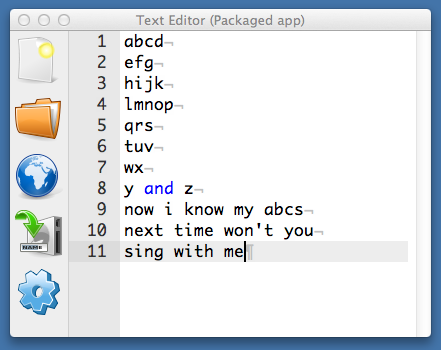 Text Editor (Packaged app)
1 abcd¬
2 efg¬
3 hijk¬
4 lmnop¬
5 qrs¬
6 tuv¬
7 wx¬
8 y and z¬
9 now i know my abcs¬
10 next time won't you¬
11 sing with me¶
NAME